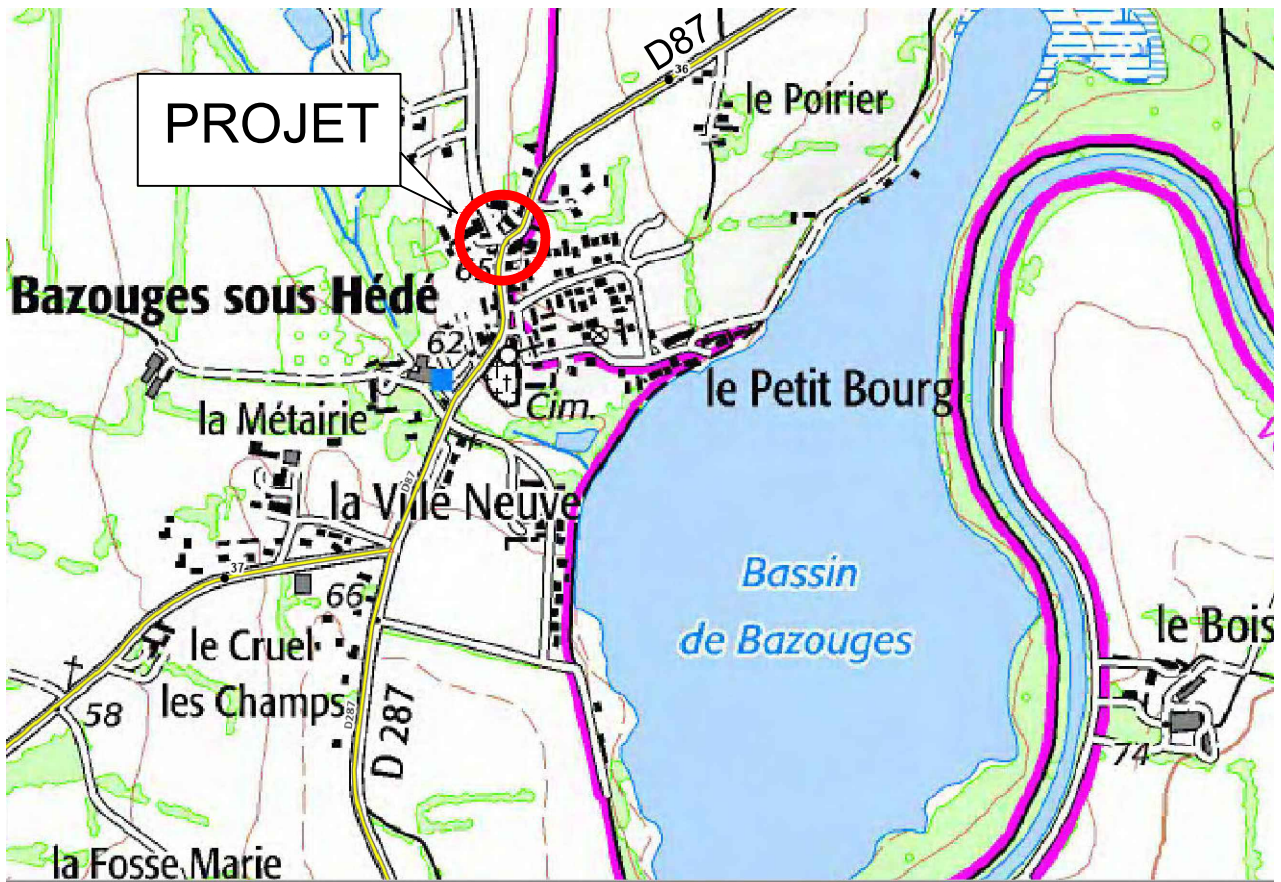 D87
36
le Poirier
PROJET
65
Bazouges sous Hédé
62
le Petit Bourg
Cim.
la Métairie
D87
la Ville Neuve
37
66
Bassin
de Bazouges
le Bois
le Cruel
les Champs
58
D287
D 287
74
la Fosse Marie